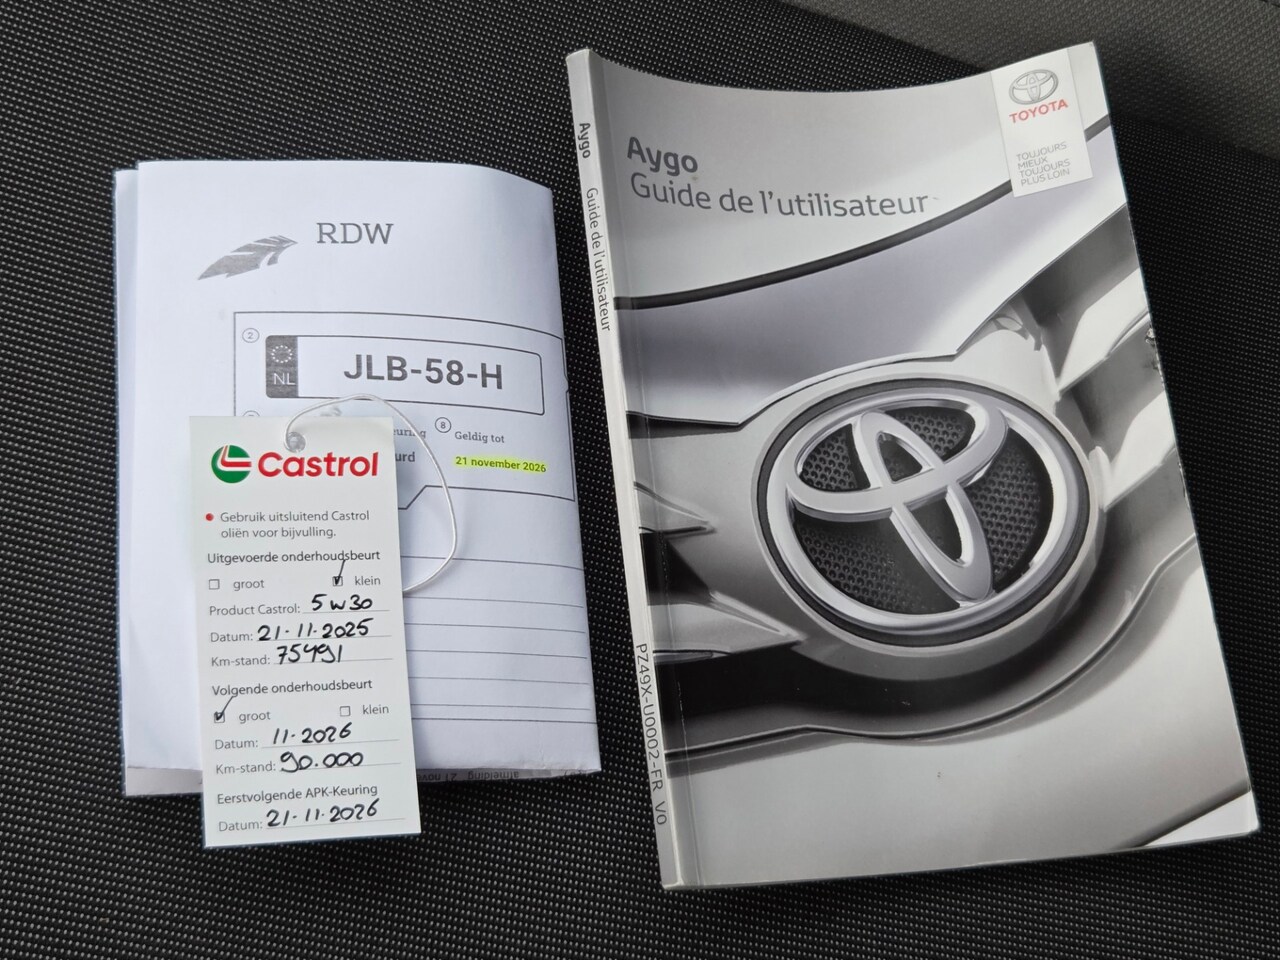 RDW
2
NL
JLB-58-H
8
Geldig tot
21 november 2026
Castrol
Gebruik uitsluitend Castrol
oliën voor bijvulling.
Uitgevoerde onderhoudsbeurt
groot
klein
Product Castrol: 5w30
Datum: 21-11-2025
Km-stand: 75491
Volgende onderhoudsbeurt
groot
klein
Datum: 11-2026
Km-stand: 90.000
Eerstvolgende APK-Keuring
Datum: 21-11-2026
Aygo
Guide de l'utilisateur
PZ49X-U0002-FR V0
Aygo
Guide de l'utilisateur
TOYOTA
TOUJOURS
MIEUX
TOUJOURS
PLUS LOIN